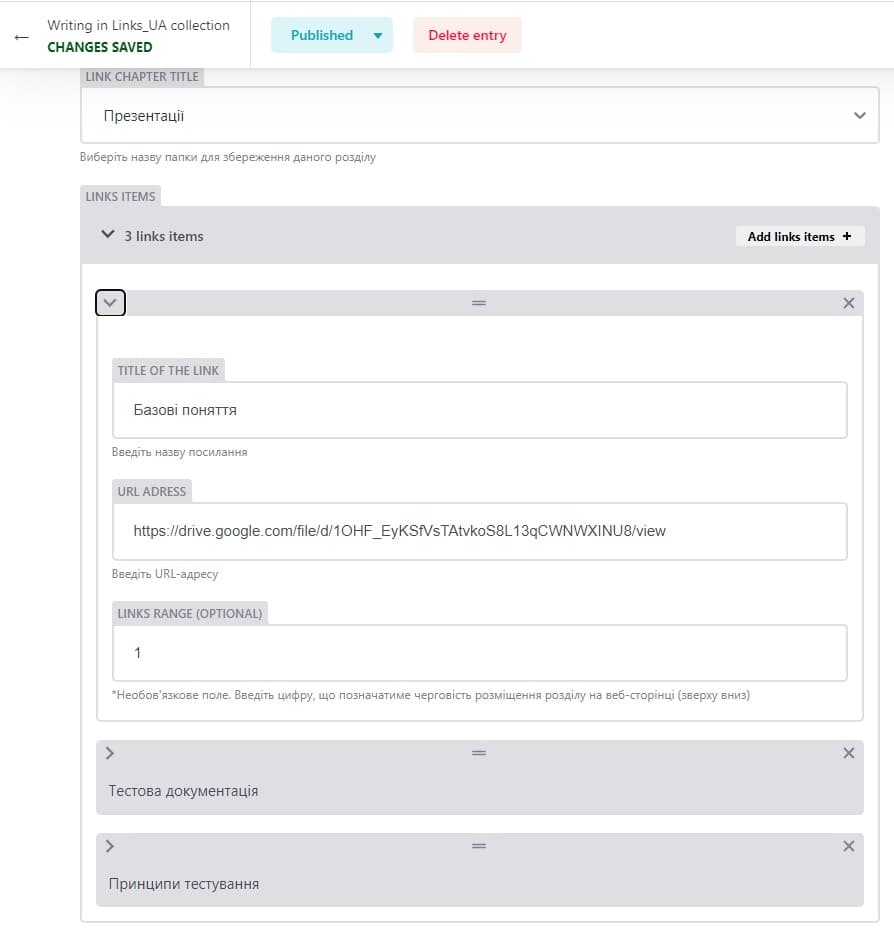 Writing in Links_UA collection
CHANGES SAVED
Published
Delete entry
LINK CHAPTER TITLE
Презентації
Виберіть назву папки для збереження даного розділу
LINKS ITEMS
3 links items
Add links items +
TITLE OF THE LINK
Базові поняття
Введіть назву посилання
URL ADRESS
https://drive.google.com/file/d/1OHF_EyKSfVsTAtvkoS8L13qCWNWXINU8/view
Введіть URL-адресу
LINKS RANGE (OPTIONAL)
1
*Необов'язкове поле. Введіть цифру, що позначатиме черговість розміщення розділу на веб-сторінці (зверху вниз)
Тестова документація
Принципи тестування